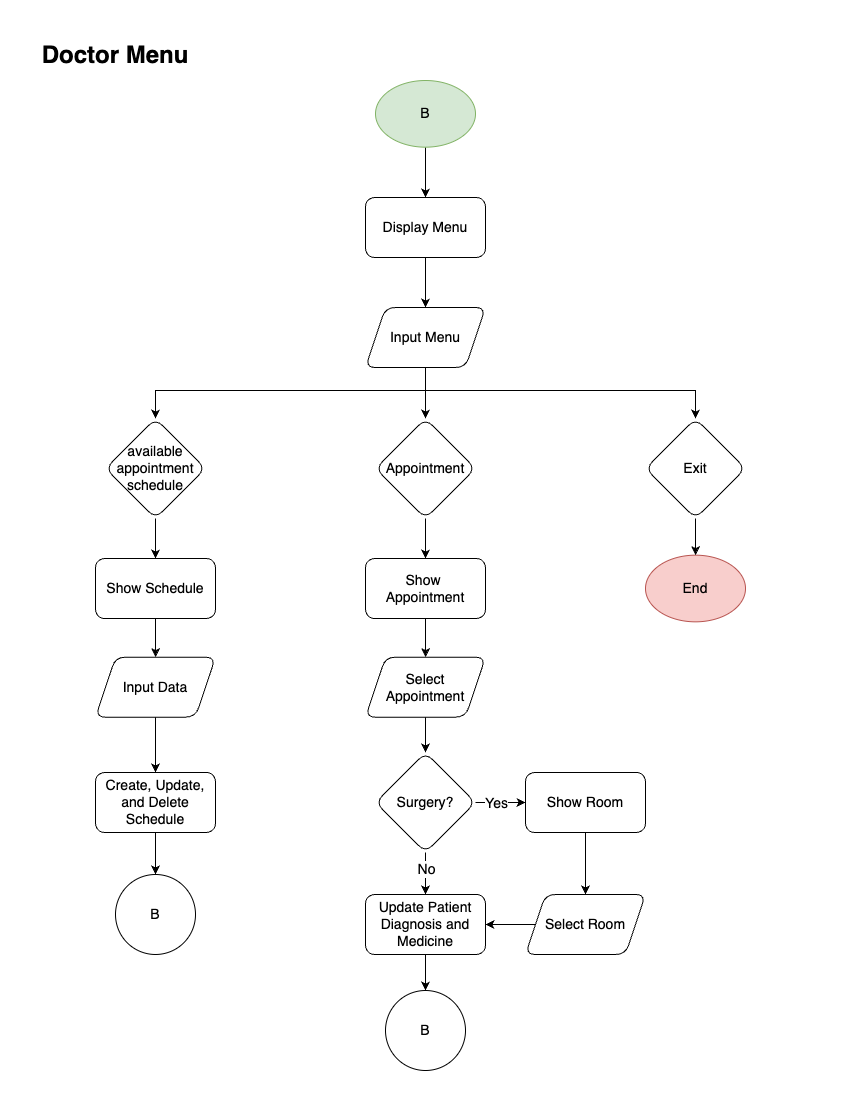 Doctor Menu
B
Display Menu
Input Menu
available
appointment
schedule
Appointment
Exit
Show Schedule
Show
Appointment
End
Input Data
Select
Appointment
Create, Update,
and Delete
Schedule
Surgery?
Yes
Show Room
No
B
Update Patient
Diagnosis and
Medicine
Select Room
B